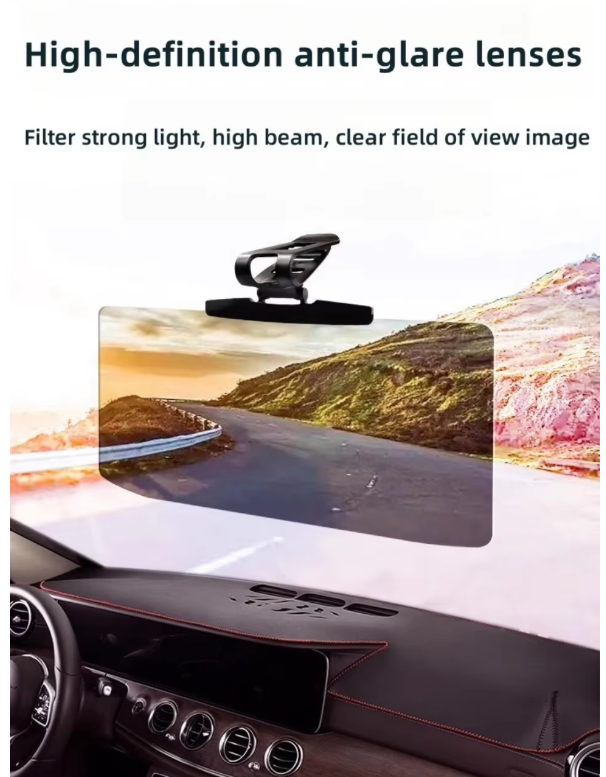 High-definition anti-glare lenses
Filter strong light, high beam, clear field of view image